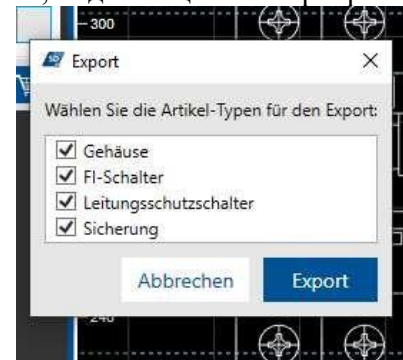 300
Export
Wählen Sie die Artikel-Typen für den Export:
Gehäuse
FI-Schalter
Leitungsschutzschalter
Sicherung
Abbrechen
Export